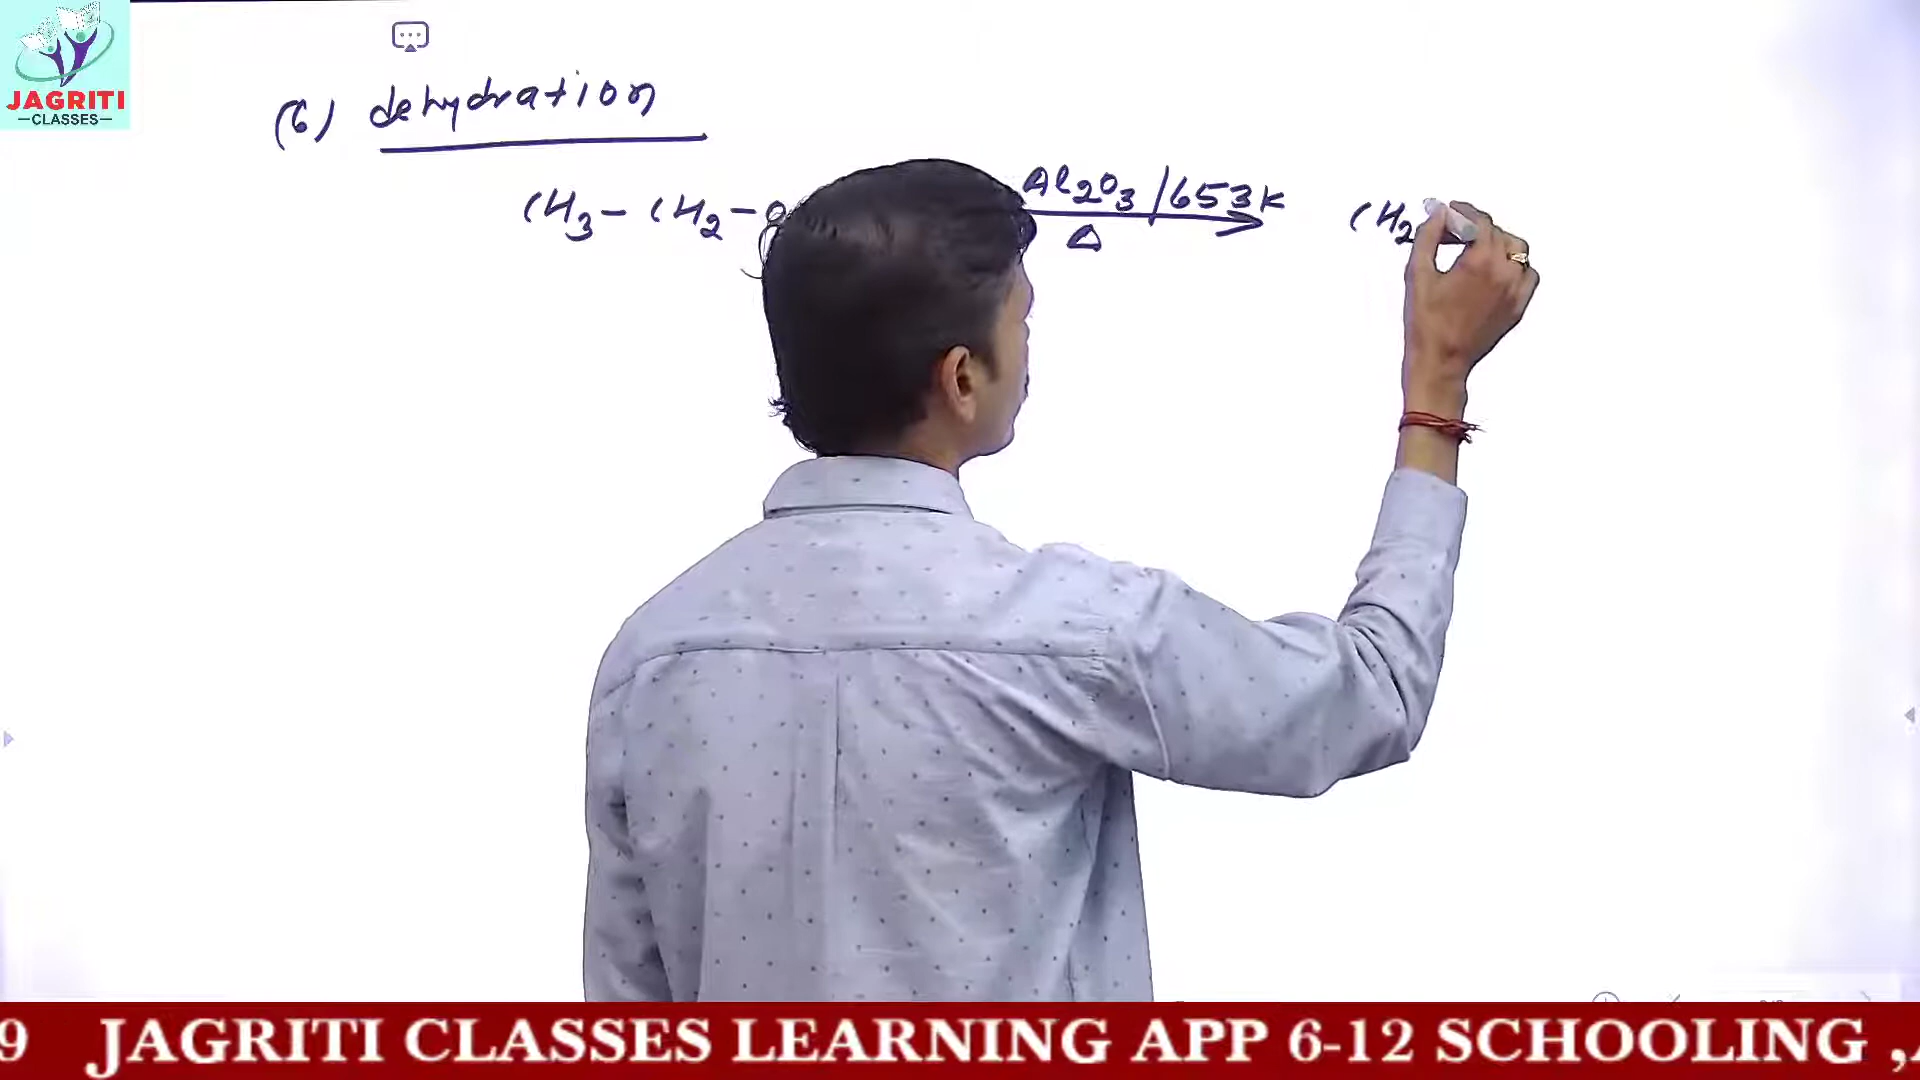 JAGRITI
—CLASSES—
(6) dehydration
CH3 - CH2 - O
Al2O3 / 653K
Δ
CH2
9 JAGRITI CLASSES LEARNING APP 6-12 SCHOOLING ,